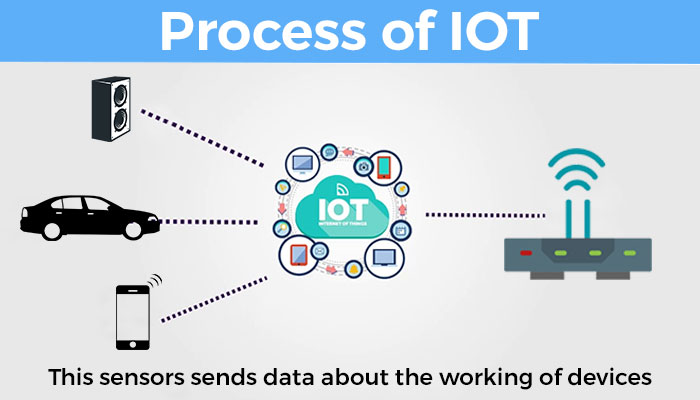 Process of IOT
IOT
INTERNET OF THINGS
This sensors sends data about the working of devices